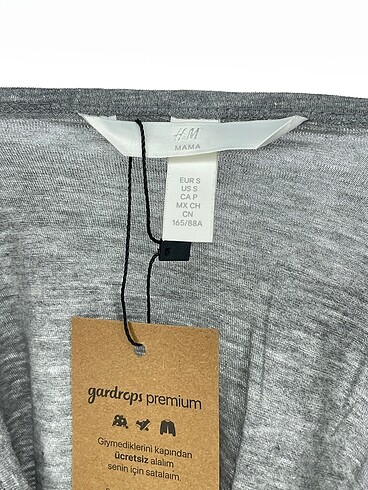 H&M
MAMA
EUR S
US S
CA P
MX CH
CN
165/88A
S
gardrops premium
Giymediklerini kapından
ücretsiz alalım
senin için satalım.